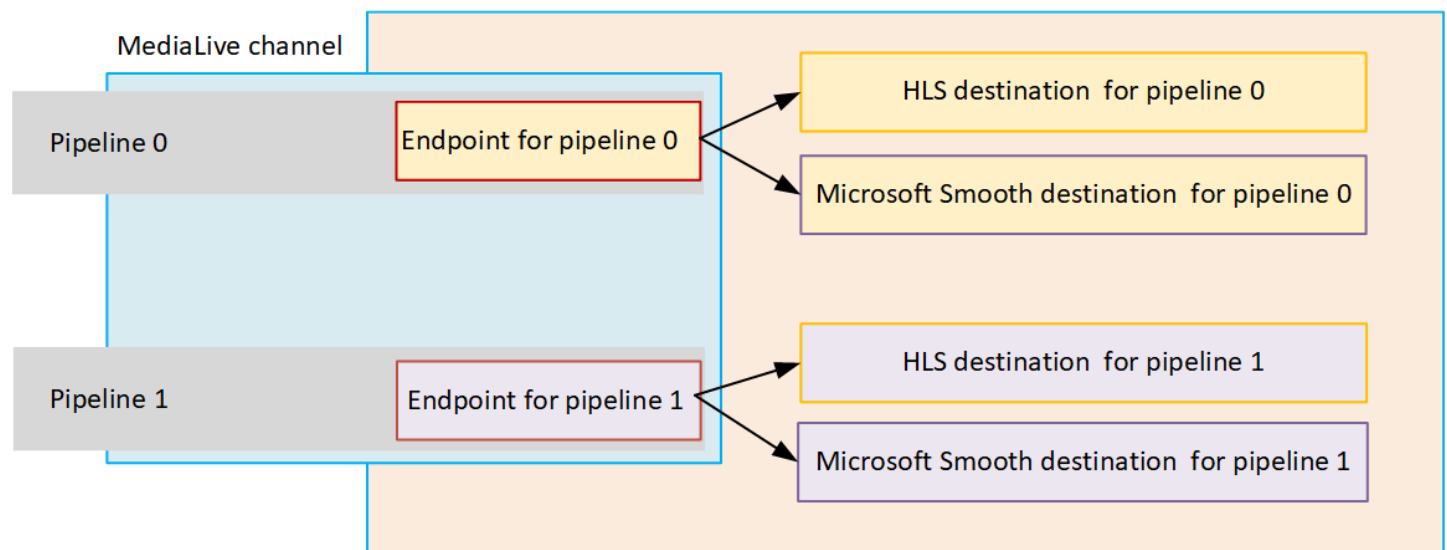 MediaLive channel
HLS destination for pipeline 0
Pipeline 0
Endpoint for pipeline 0
Microsoft Smooth destination for pipeline 0
HLS destination for pipeline 1
Pipeline 1
Endpoint for pipeline 1
Microsoft Smooth destination for pipeline 1